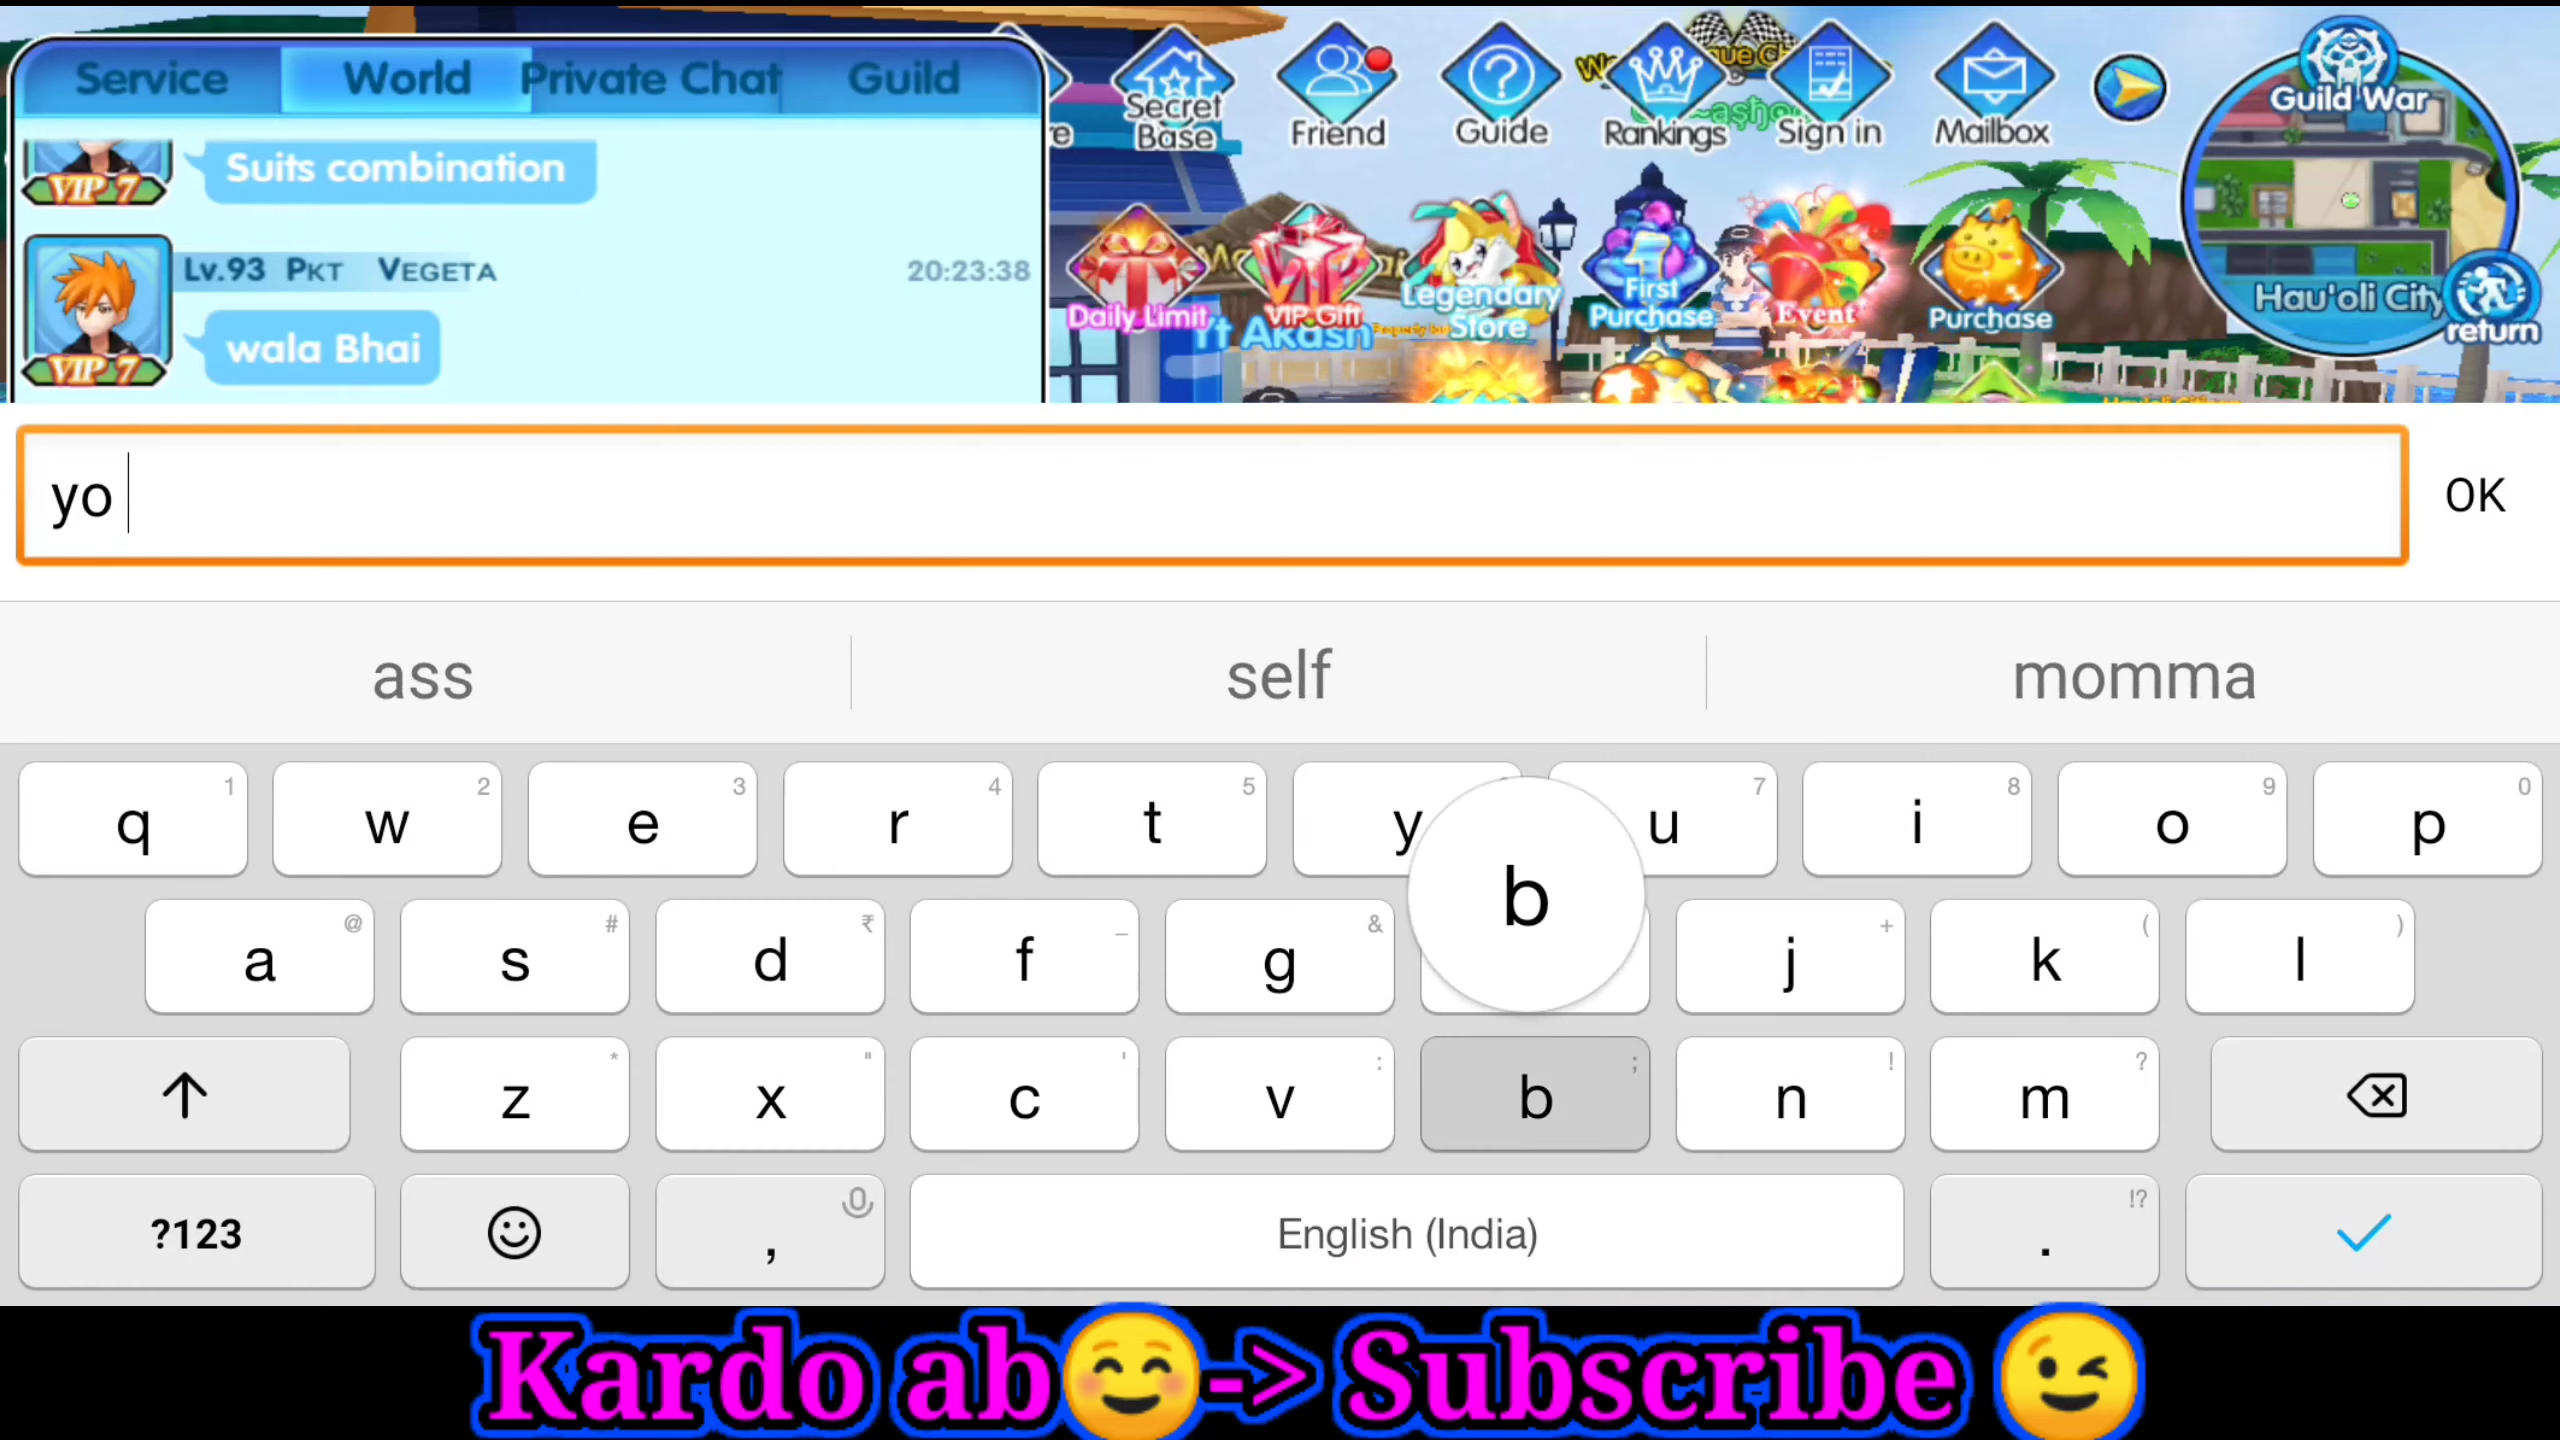 Service World Private Chat Guild
Secret Base
Friend
Guide
Rankings
Sign in
Mailbox
Guild War
VIP 7
Suits combination
Lv.93 PKT VEGETA 20:23:38
wala Bhai
VIP 7
Daily Limit
VIP Gift
Legendary Store
First Purchase
Event
Purchase
Hau'oli City
return
Yt Akash
yo
OK
ass self momma
q 1 w 2 e 3 r 4 t 5 y u 7 i 8 o 9 p 0
a @ s # d ₹ f _ g & b j + k ( l )
z * x " c ' v : b ; n ! m ?
?123 , English (India) . !?
Kardo ab😊-> Subscribe 😉